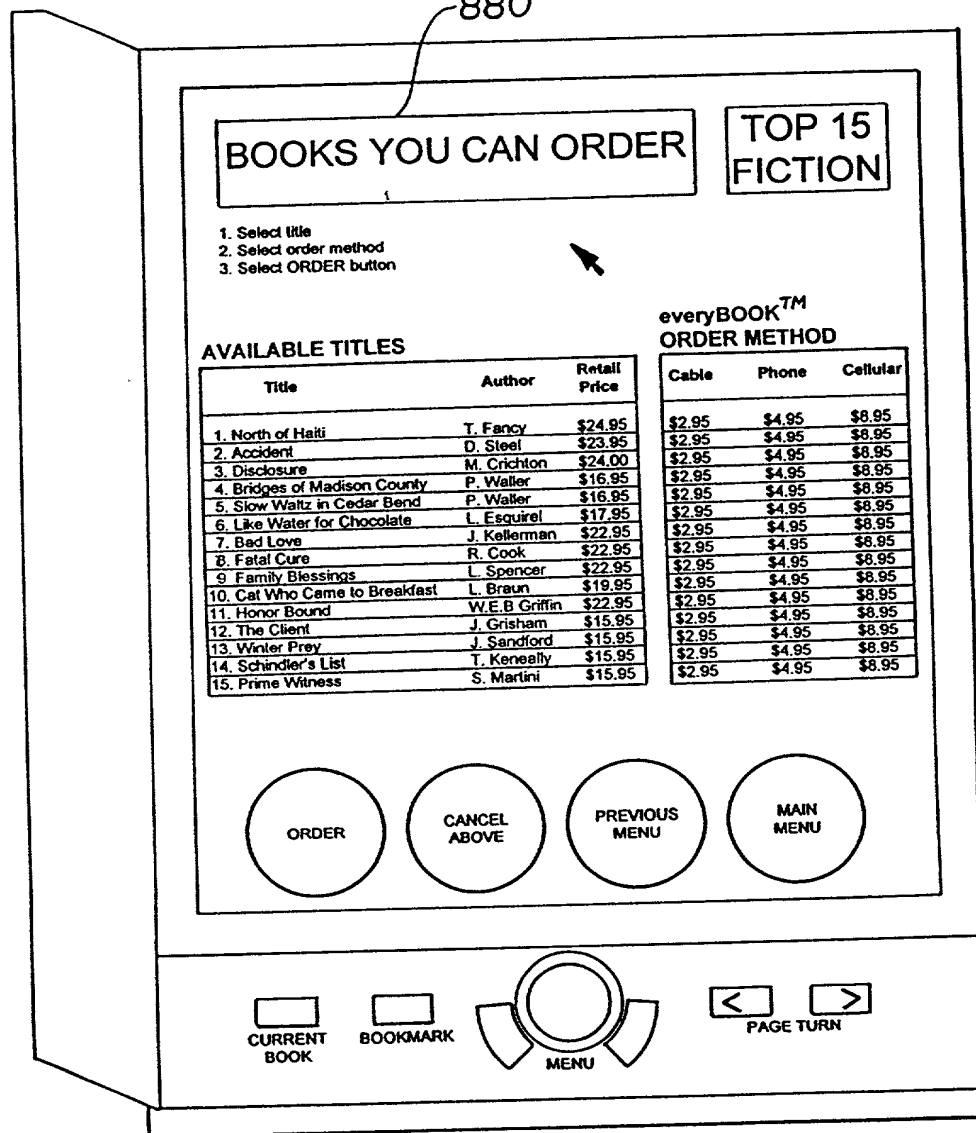 880
BOOKS YOU CAN ORDER
TOP 15
FICTION
1. Select title
2. Select order method
3. Select ORDER button
everyBOOK™
ORDER METHOD
AVAILABLE TITLES
Title Author Retail Price Cable Phone Cellular
1. North of Haiti T. Fancy $24.95 $2.95 $4.95 $8.95
2. Accident D. Steel $23.95 $2.95 $4.95 $8.95
3. Disclosure M. Crichton $24.00 $2.95 $4.95 $8.95
4. Bridges of Madison County P. Waller $16.95 $2.95 $4.95 $8.95
5. Slow Waltz in Cedar Bend P. Waller $16.95 $2.95 $4.95 $8.95
6. Like Water for Chocolate L. Esquirel $17.95 $2.95 $4.95 $8.95
7. Bad Love J. Kellerman $22.95 $2.95 $4.95 $8.95
8. Fatal Cure R. Cook $22.95 $2.95 $4.95 $8.95
9 Family Blessings L. Spencer $22.95 $2.95 $4.95 $8.95
10. Cat Who Came to Breakfast L. Braun $19.95 $2.95 $4.95 $8.95
11. Honor Bound W.E.B Griffin $22.95 $2.95 $4.95 $8.95
12. The Client J. Grisham $15.95 $2.95 $4.95 $8.95
13. Winter Prey J. Sandford $15.95 $2.95 $4.95 $8.95
14. Schindler's List T. Keneally $15.95 $2.95 $4.95 $8.95
15. Prime Witness S. Martini $15.95 $2.95 $4.95 $8.95
ORDER
CANCEL
ABOVE
PREVIOUS
MENU
MAIN
MENU
< >
CURRENT
BOOK
BOOKMARK
MENU
PAGE TURN